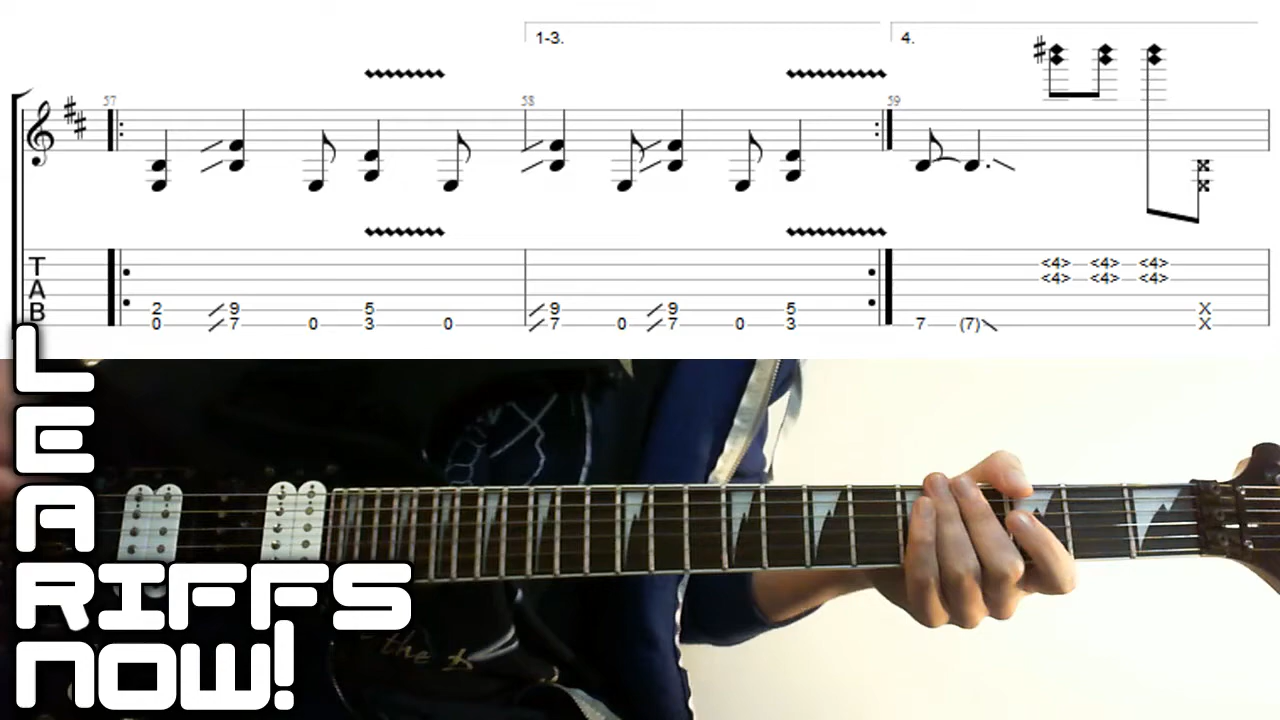 1-3.
4.
57
58
59
<4> <4> <4>
T
<4> <4> <4>
A
B
2 9 5 9 9 5 X
0 7 0 3 0 7 0 7 0 3 7 (7) X
LEA
RIFFS
NOW!
the